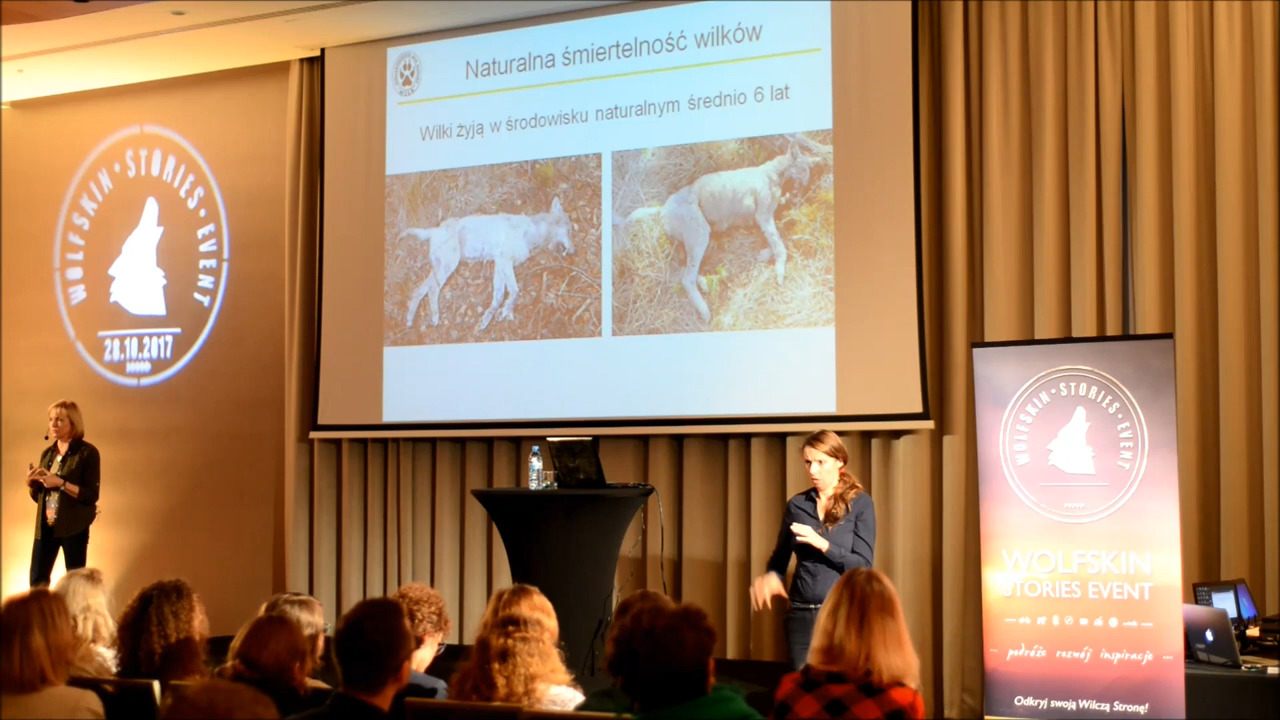 Naturalna śmiertelność wilków
Wilki żyją w środowisku naturalnym średnio 6 lat
WOLFSKIN · STORIES · EVENT
28.10.2017
WOLFSKIN · STORIES · EVENT
WOLFSKIN
STORIES EVENT
podróże rozwój inspiracje
Odkryj swoją Wilczą Stronę!